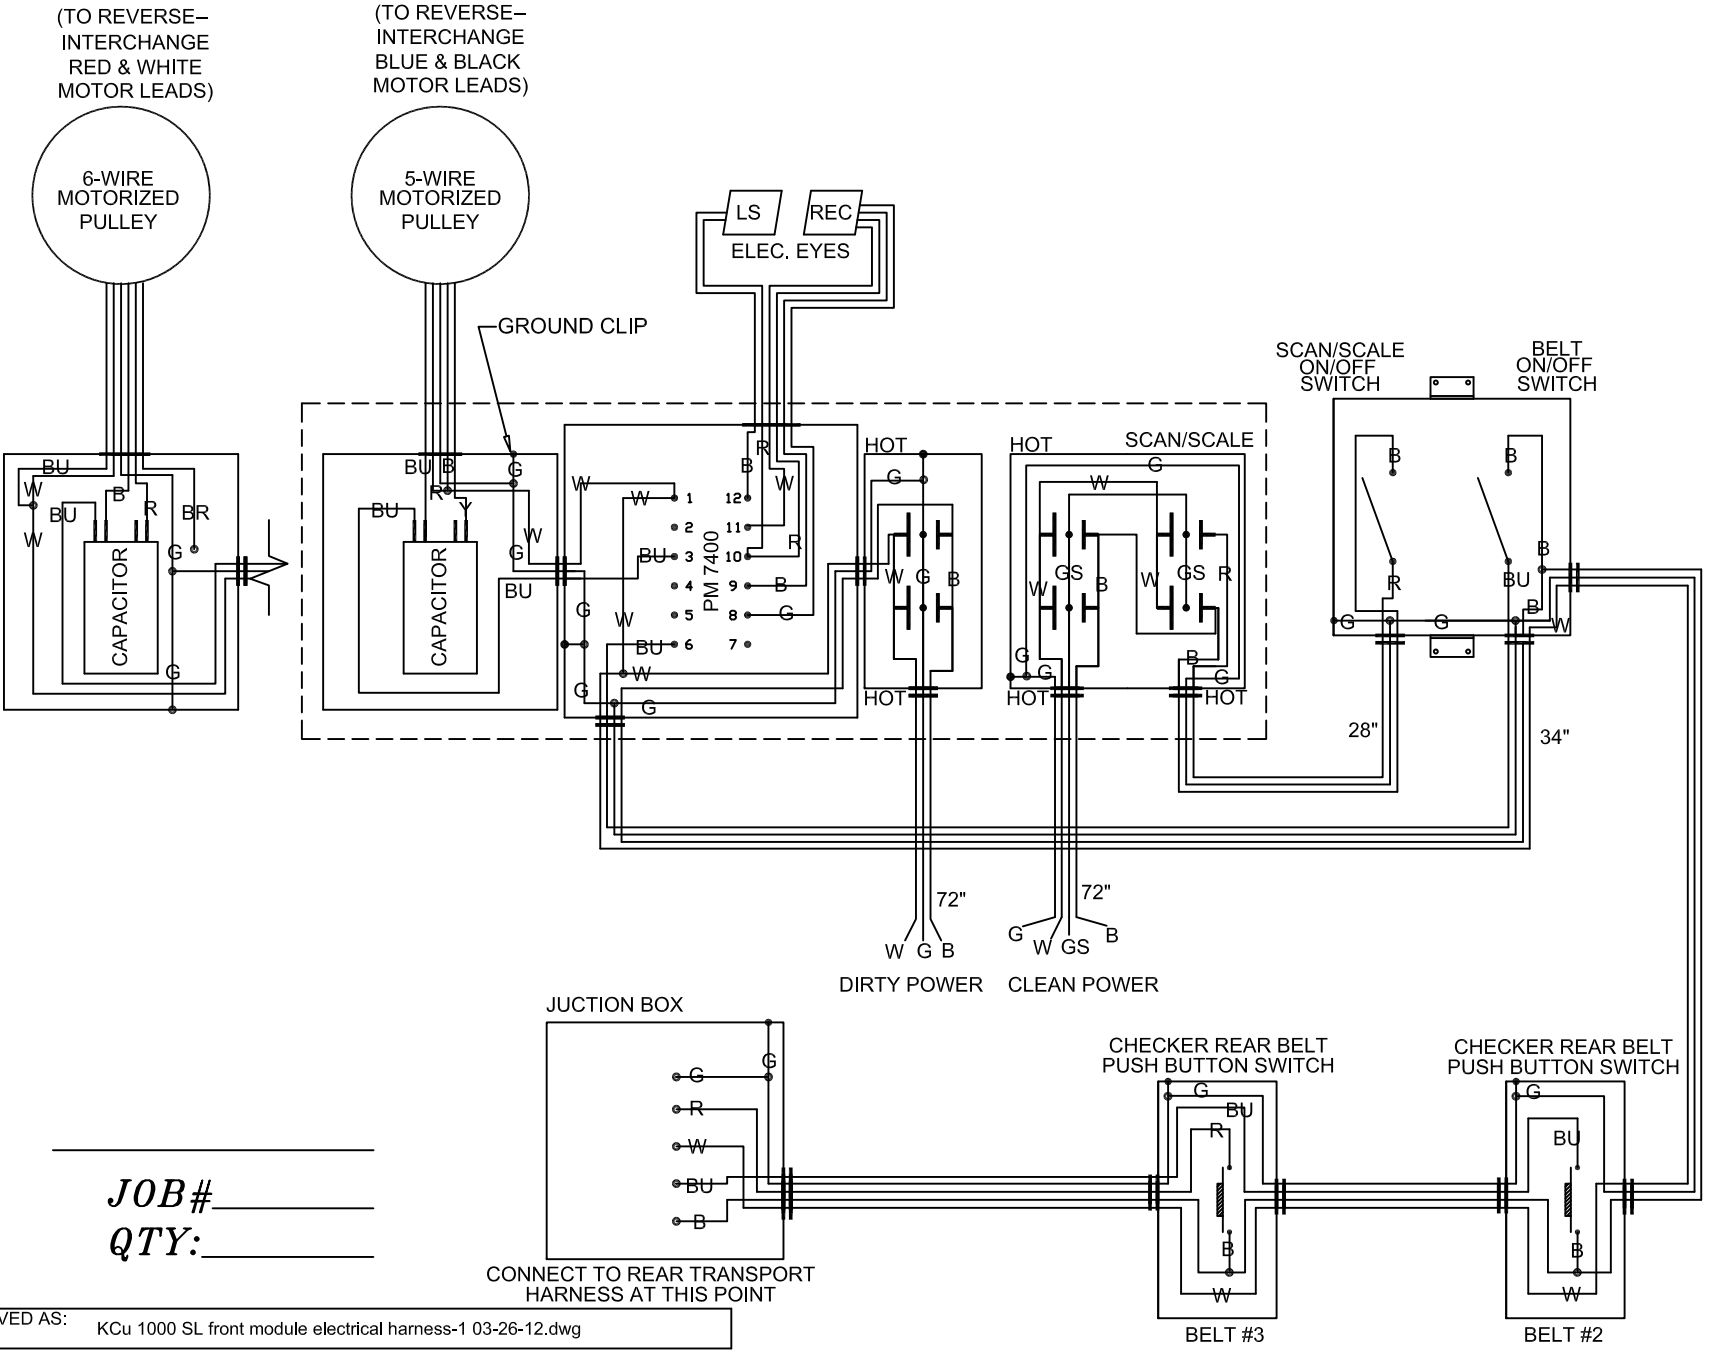 (TO REVERSE–
INTERCHANGE
RED & WHITE
MOTOR LEADS)
(TO REVERSE–
INTERCHANGE
BLUE & BLACK
MOTOR LEADS)
6-WIRE
MOTORIZED
PULLEY
5-WIRE
MOTORIZED
PULLEY
LS
REC
ELEC. EYES
GROUND CLIP
SCAN/SCALE
ON/OFF
SWITCH
BELT
ON/OFF
SWITCH
BU
W
BU
B
R
BR
W
G
G
CAPACITOR
BU
B
G
R
Y
BU
W
G
BU
CAPACITOR
W
W
BU
G
W
BU
W
G
G
R
B
W
R
B
G
1
2
3
4
5
6
12
11
10
9
8
7
PM 7400
HOT
G
W
G
B
HOT
HOT
SCAN/SCALE
G
W
GS
GS
R
W
B
W
G
G
B
G
HOT
HOT
B
B
R
BU
B
B
G
G
W
28"
34"
72"
72"
W G B
G
W GS
B
DIRTY POWER
CLEAN POWER
JUCTION BOX
G
G
R
W
BU
B
CONNECT TO REAR TRANSPORT
HARNESS AT THIS POINT
CHECKER REAR BELT
PUSH BUTTON SWITCH
G
BU
R
B
W
BELT #3
CHECKER REAR BELT
PUSH BUTTON SWITCH
G
BU
B
W
BELT #2
JOB#
QTY:
VED AS:
KCu 1000 SL front module electrical harness-1 03-26-12.dwg